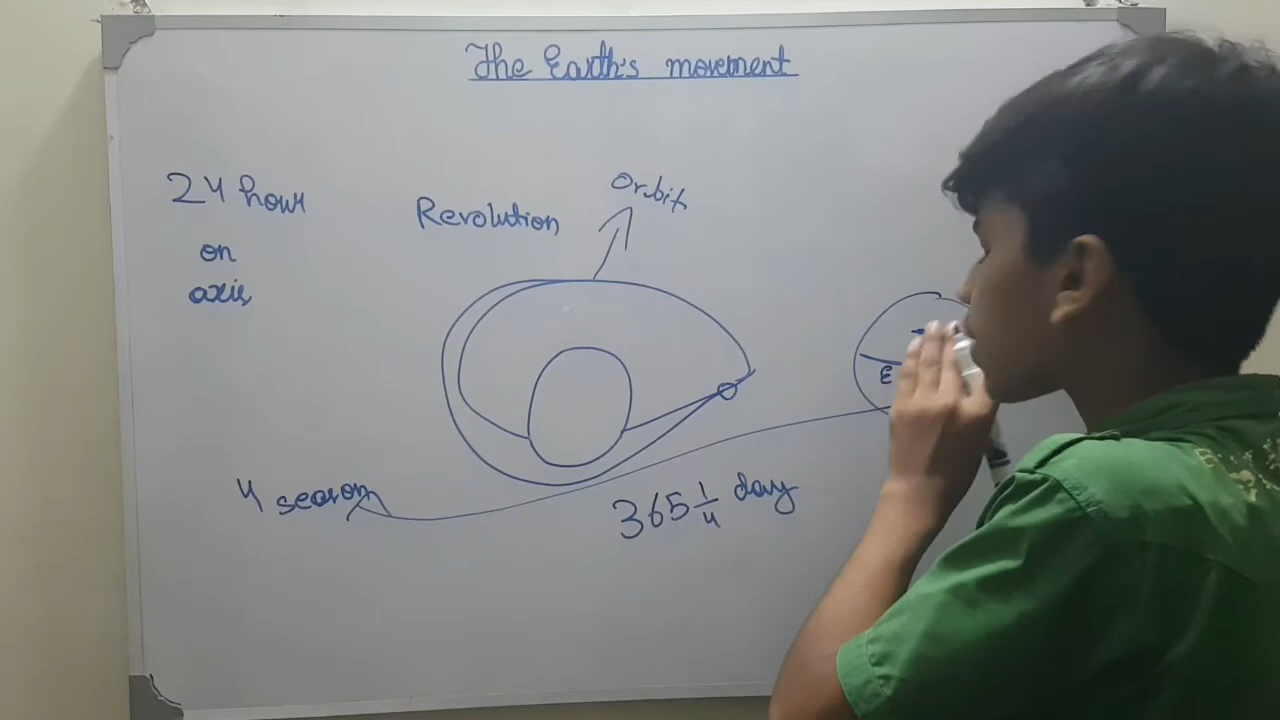 The Earth's movement
24 hour
on
axis
Revolution
Orbit
E
4 season
365 1/4 day